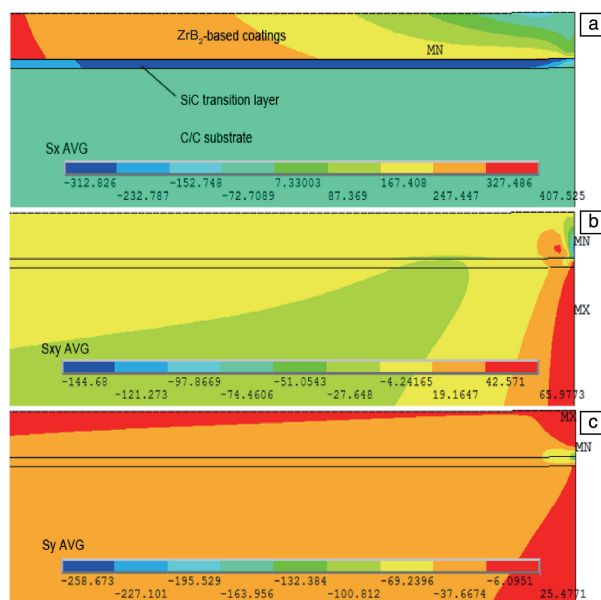 a
ZrB₂-based coatings
MN
SiC transition layer
C/C substrate
Sx AVG
-312.826 -152.748 7.33003 167.408 327.486
-232.787 -72.7089 87.369 247.447 407.525
b
MN
MX
Sxy AVG
-144.68 -97.8669 -51.0543 -4.24165 42.571
-121.273 -74.4606 -27.648 19.1647 65.9773
c
MX
MN
Sy AVG
-258.673 -195.529 -132.384 -69.2396 -6.0951
-227.101 -163.956 -100.812 -37.6674 25.4771